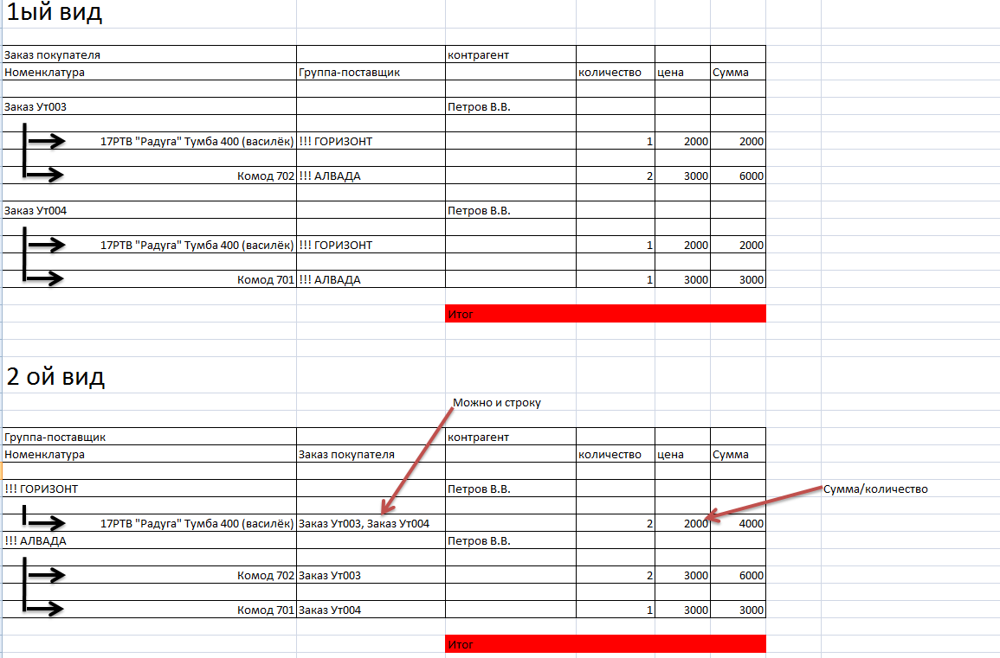 1ый вид
Заказ покупателя контрагент
Номенклатура Группа-поставщик количество цена Сумма
Заказ Ут003 Петров В.В.
17РТВ "Радуга" Тумба 400 (василёк) !!! ГОРИЗОНТ 1 2000 2000
Комод 702 !!! АЛВАДА 2 3000 6000
Заказ Ут004 Петров В.В.
17РТВ "Радуга" Тумба 400 (василёк) !!! ГОРИЗОНТ 1 2000 2000
Комод 701 !!! АЛВАДА 1 3000 3000
Итог
2 ой вид
Можно и строку
Группа-поставщик контрагент
Номенклатура Заказ покупателя количество цена Сумма
!!! ГОРИЗОНТ Петров В.В. Сумма/количество
17РТВ "Радуга" Тумба 400 (василёк) Заказ Ут003, Заказ Ут004 2 2000 4000
!!! АЛВАДА Петров В.В.
Комод 702 Заказ Ут003 2 3000 6000
Комод 701 Заказ Ут004 1 3000 3000
Итог